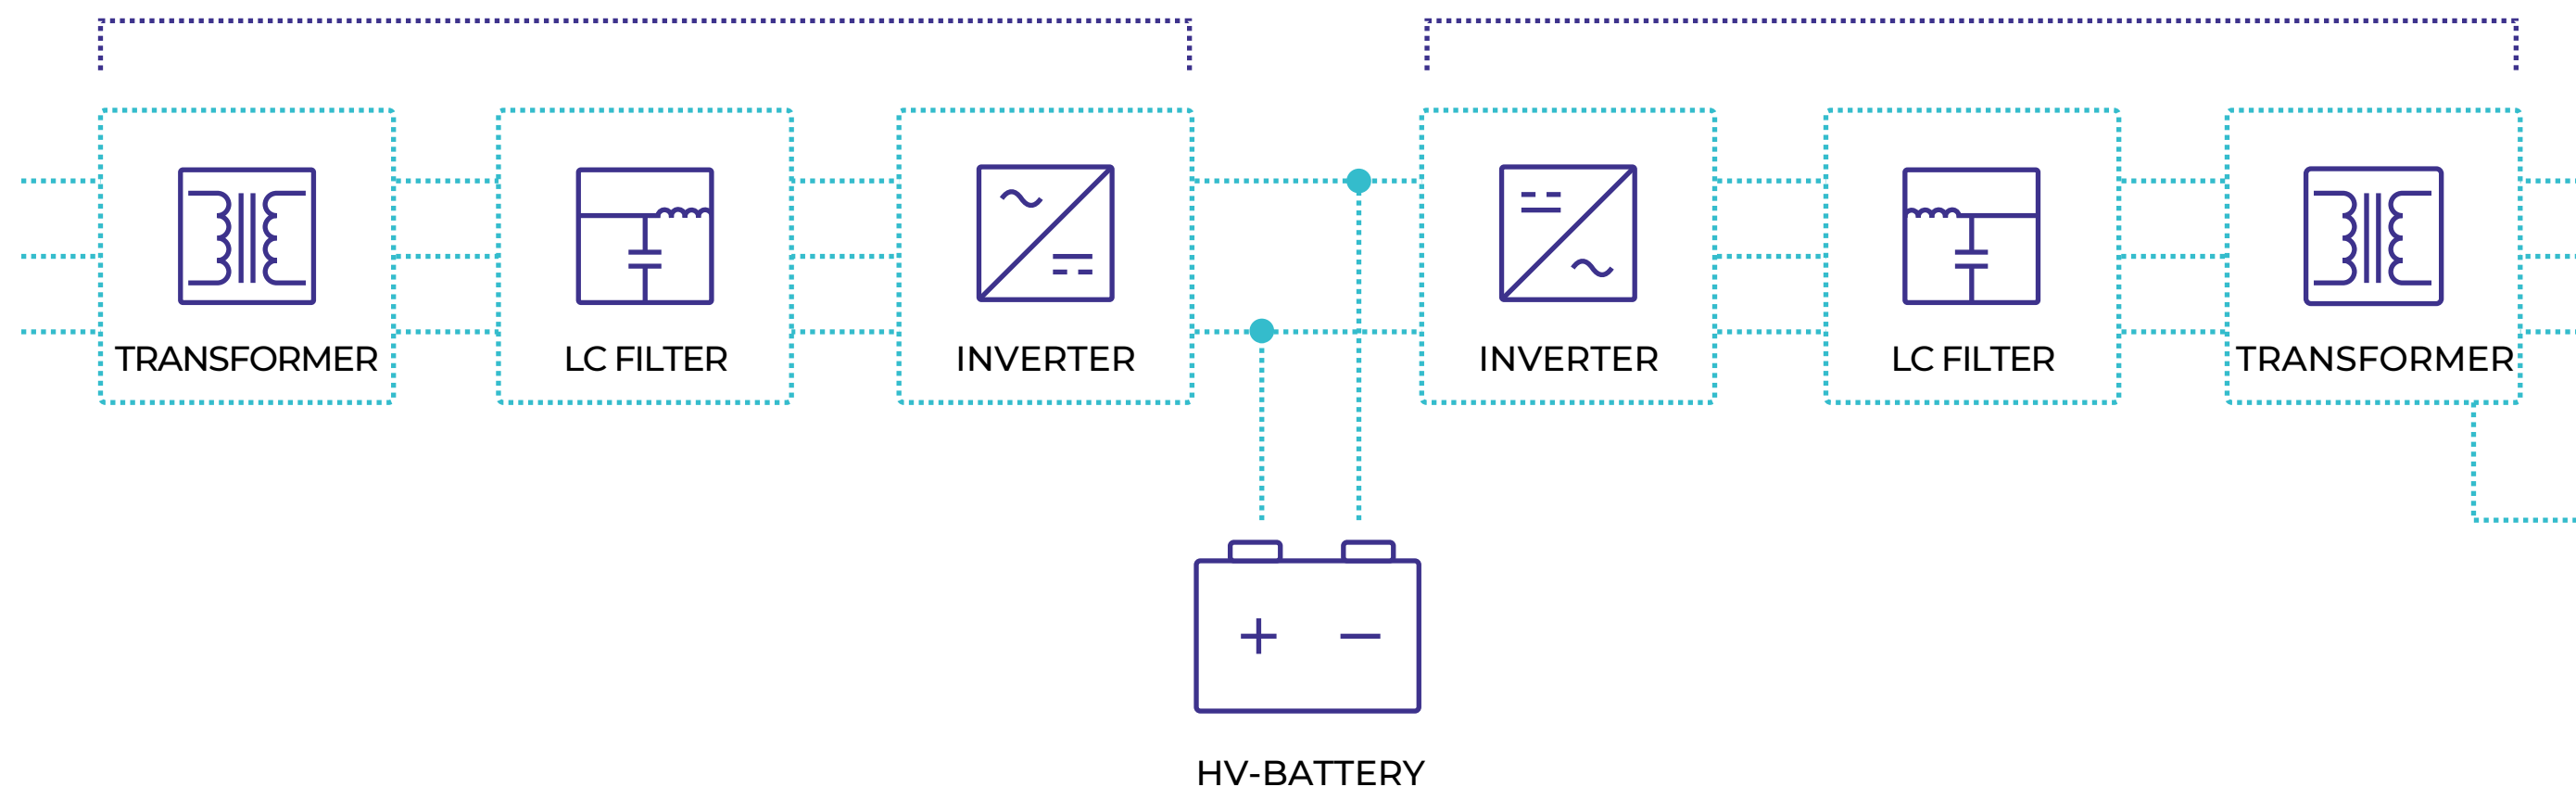 TRANSFORMER
LC FILTER
INVERTER
INVERTER
LC FILTER
TRANSFORMER
HV-BATTERY